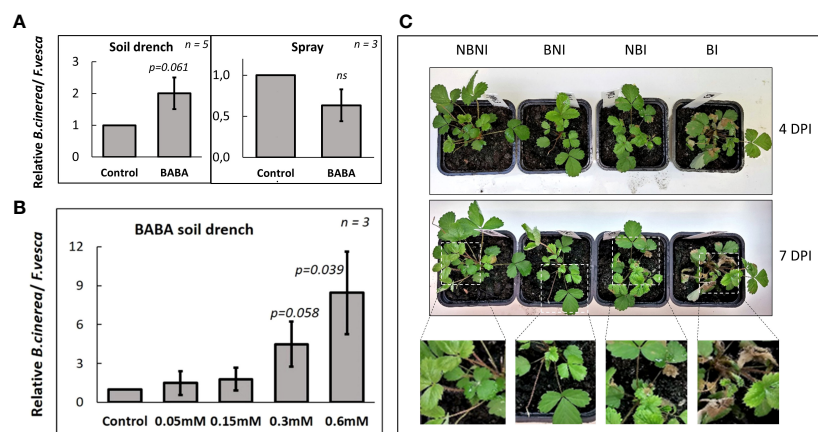 A
Relative B.cinerea/ F.vesca
Soil drench
n = 5
p=0.061
3
2
1
0
Control
BABA
Spray
n = 3
ns
1,0
0,5
0,0
Control
BABA
B
Relative B.cinerea/ F.vesca
BABA soil drench
n = 3
12
9
6
3
0
p=0.058
p=0.039
Control 0.05mM 0.15mM 0.3mM 0.6mM
C
NBNI BNI NBI BI
4 DPI
7 DPI